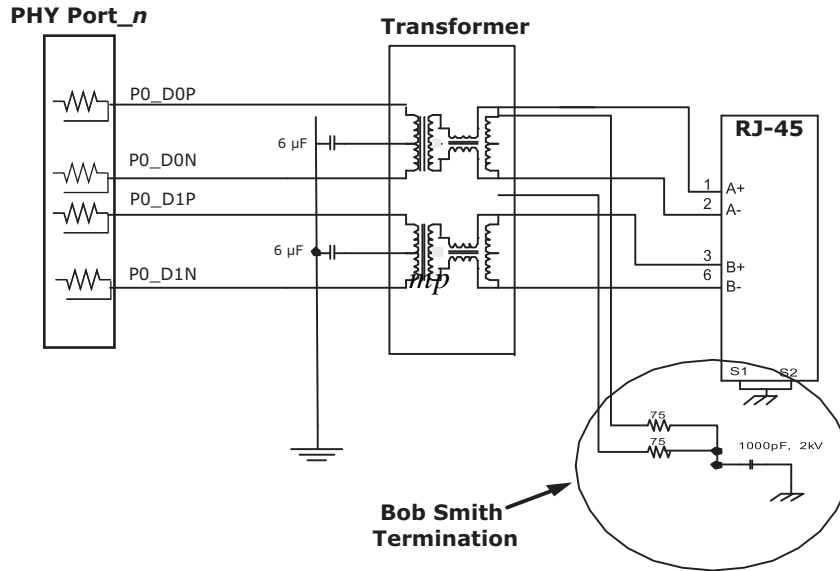 PHY Port_n
Transformer
P0_D0P
6 µF
P0_D0N
P0_D1P
6 µF
P0_D1N
mp
RJ-45
1 A+
2 A-
3 B+
6 B-
S1 S2
75
75
1000pF, 2kV
Bob Smith
Termination